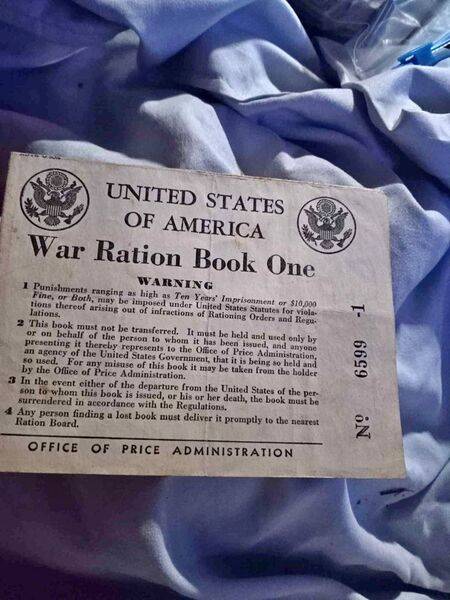 UNITED STATES
OF AMERICA
War Ration Book One
WARNING
1 Punishments ranging as high as Ten Years' Imprisonment or $10,000
Fine, or Both, may be imposed under United States Statutes for viola-
tions thereof arising out of infractions of Rationing Orders and Regu-
lations.
2 This book must not be transferred. It must be held and used only by
or on behalf of the person to whom it has been issued, and anyone
presenting it thereby represents to the Office of Price Administration,
an agency of the United States Government, that it is being so held and
so used. For any misuse of this book it may be taken from the holder
by the Office of Price Administration.
3 In the event either of the departure from the United States of the per-
son to whom this book is issued, or his or her death, the book must be
surrendered in accordance with the Regulations.
4 Any person finding a lost book must deliver it promptly to the nearest
Ration Board.
OFFICE OF PRICE ADMINISTRATION
Nº 6599 -1